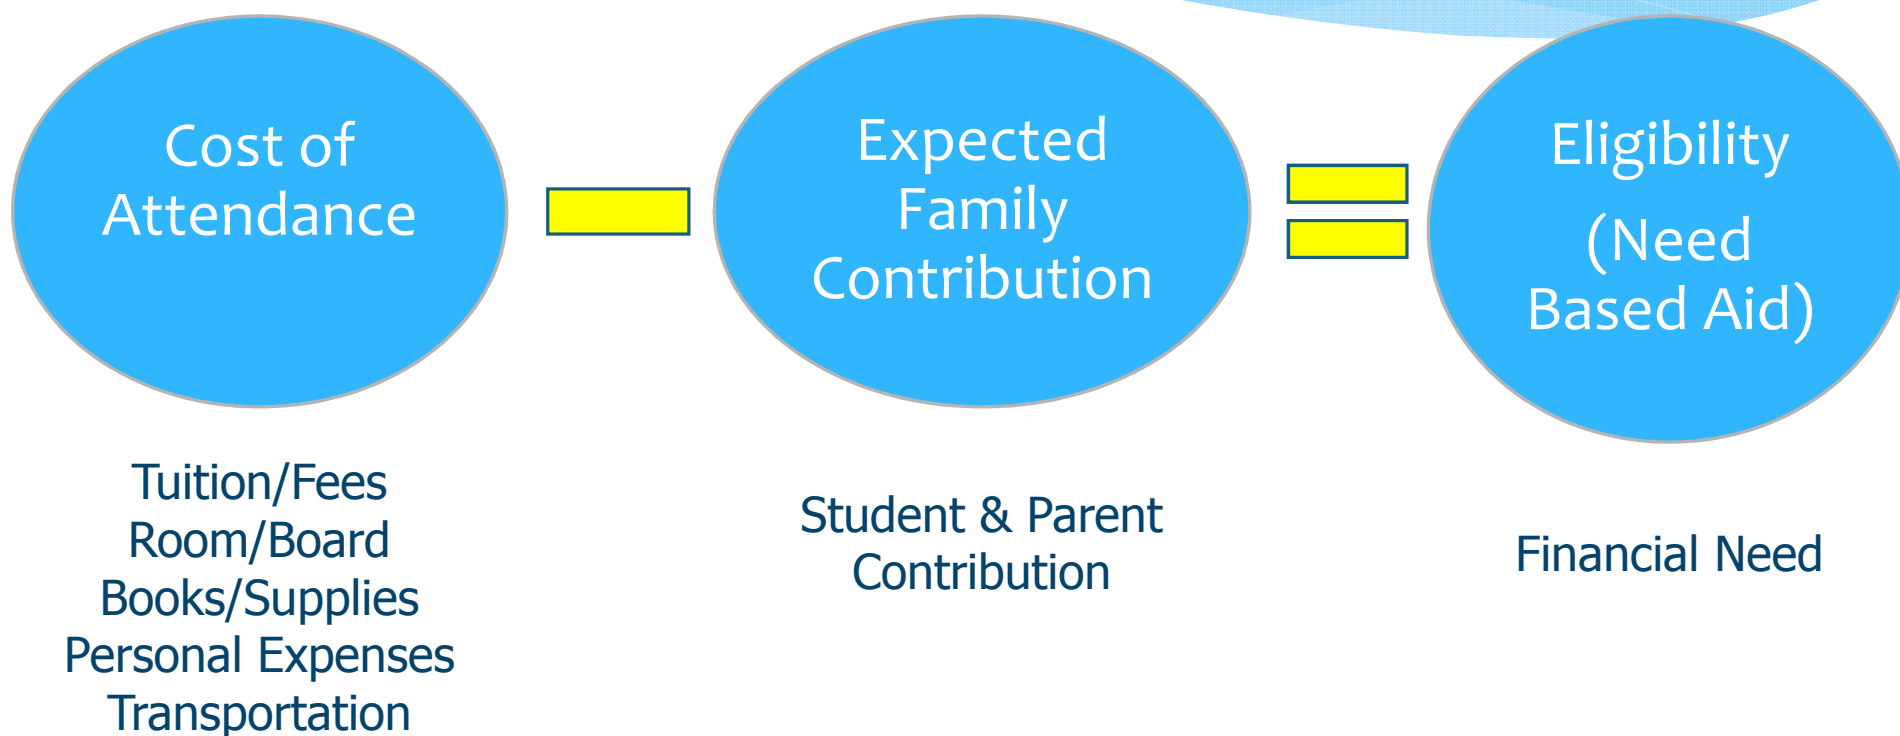 Cost of
Attendance
Expected
Family
Contribution
Eligibility
(Need
Based Aid)
Tuition/Fees
Room/Board
Books/Supplies
Personal Expenses
Transportation
Student & Parent
Contribution
Financial Need